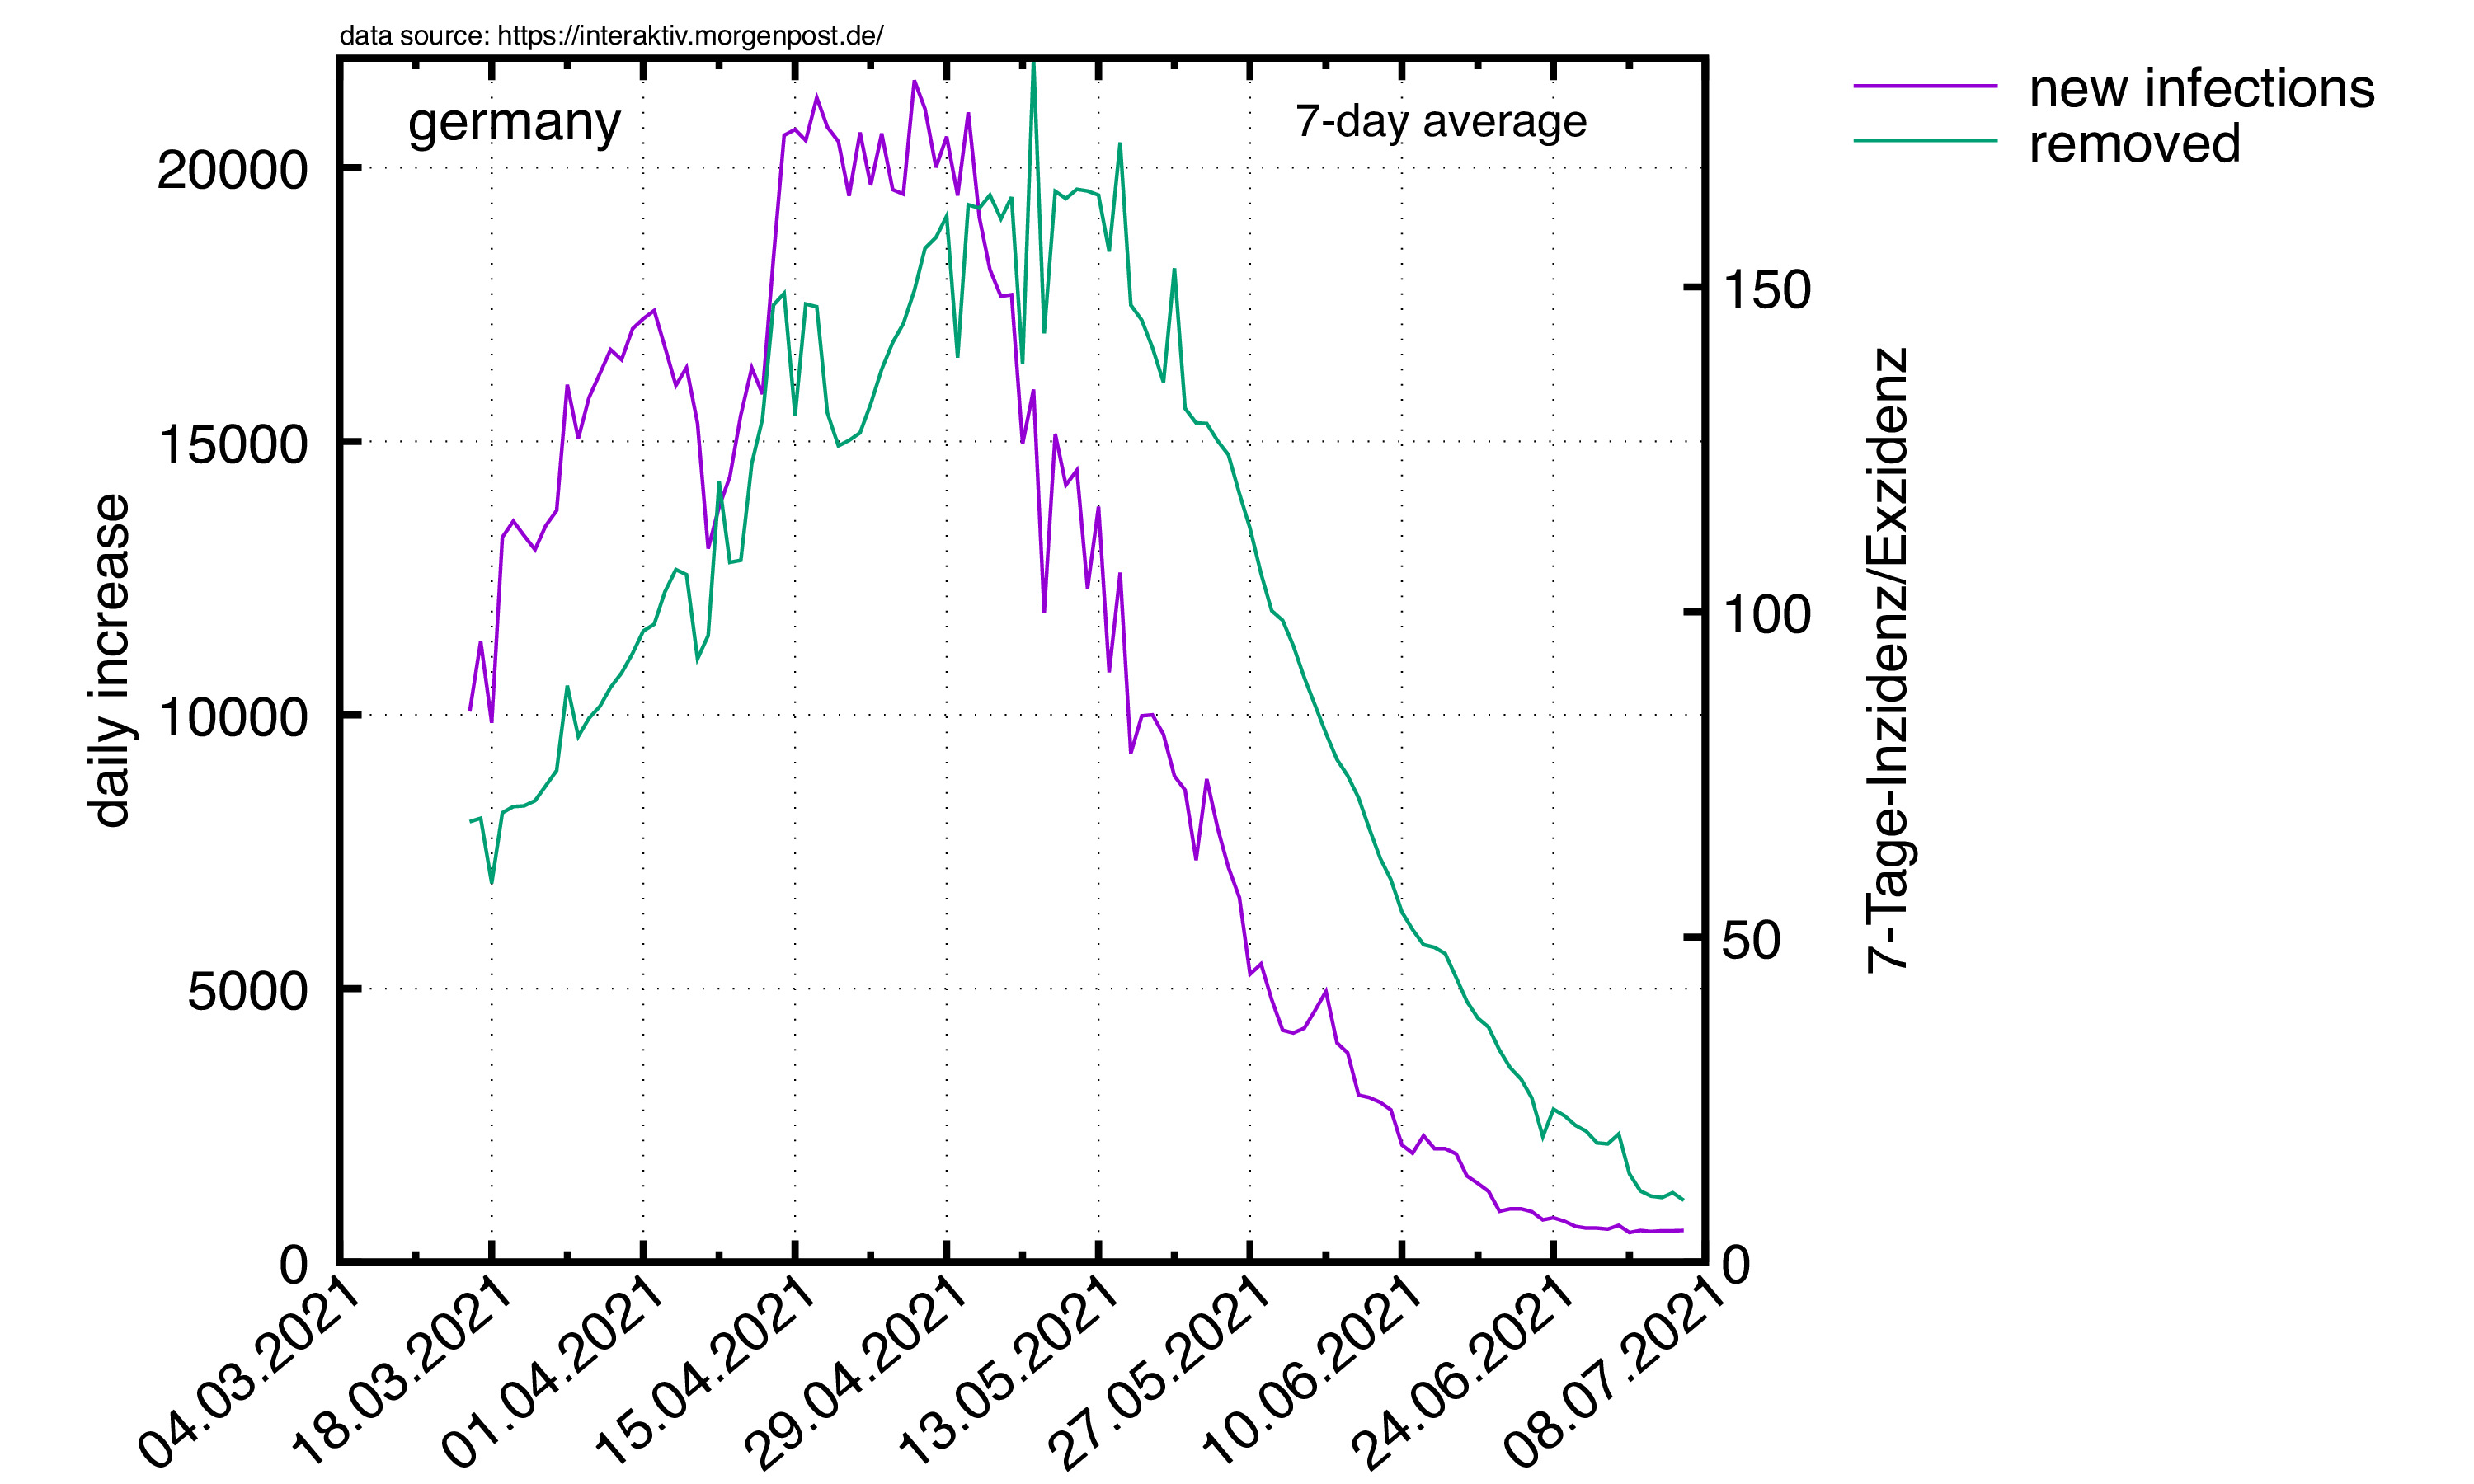 data source: https://interaktiv.morgenpost.de/
germany
7-day average
new infections
removed
daily increase
20000
15000
10000
5000
0
150
100
50
0
7-Tage-Inzidenz/Exzidenz
04.03.2021
18.03.2021
01.04.2021
15.04.2021
29.04.2021
13.05.2021
27.05.2021
10.06.2021
24.06.2021
08.07.2021